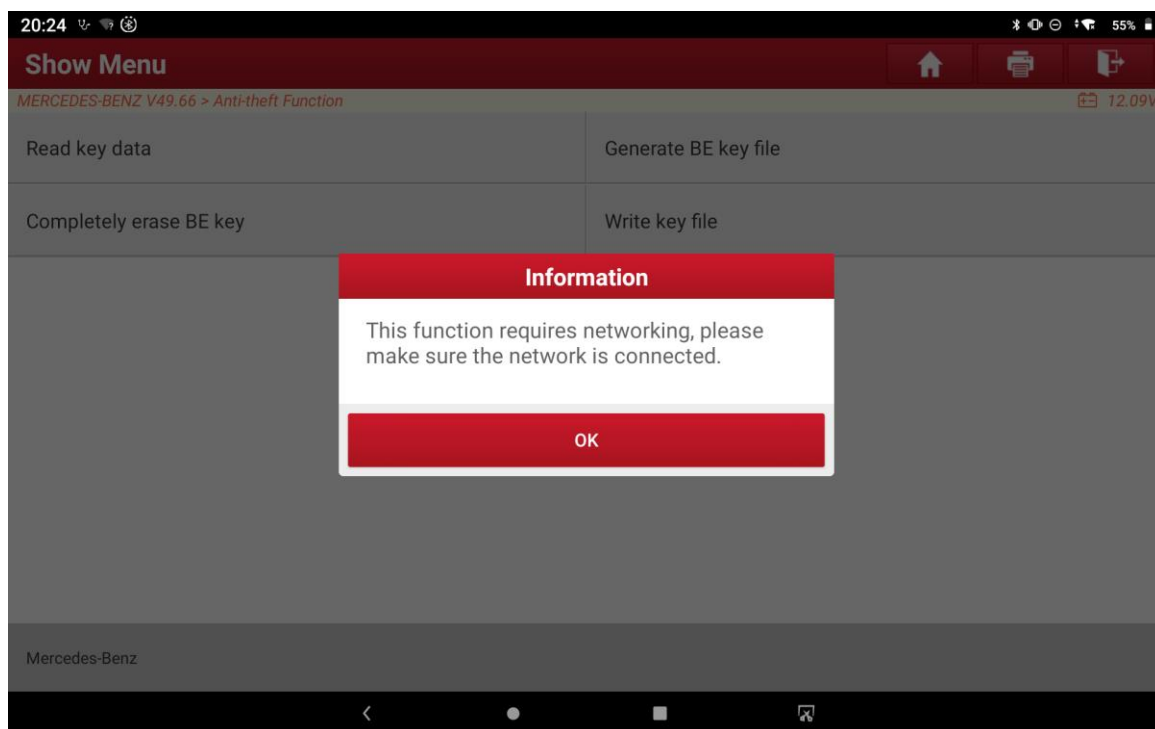 20:24
55%
Show Menu
MERCEDES-BENZ V49.66 > Anti-theft Function
12.09V
Read key data
Generate BE key file
Completely erase BE key
Write key file
Information
This function requires networking, please
make sure the network is connected.
OK
Mercedes-Benz